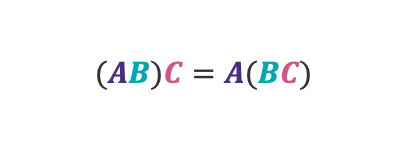 (AB)C = A(BC)